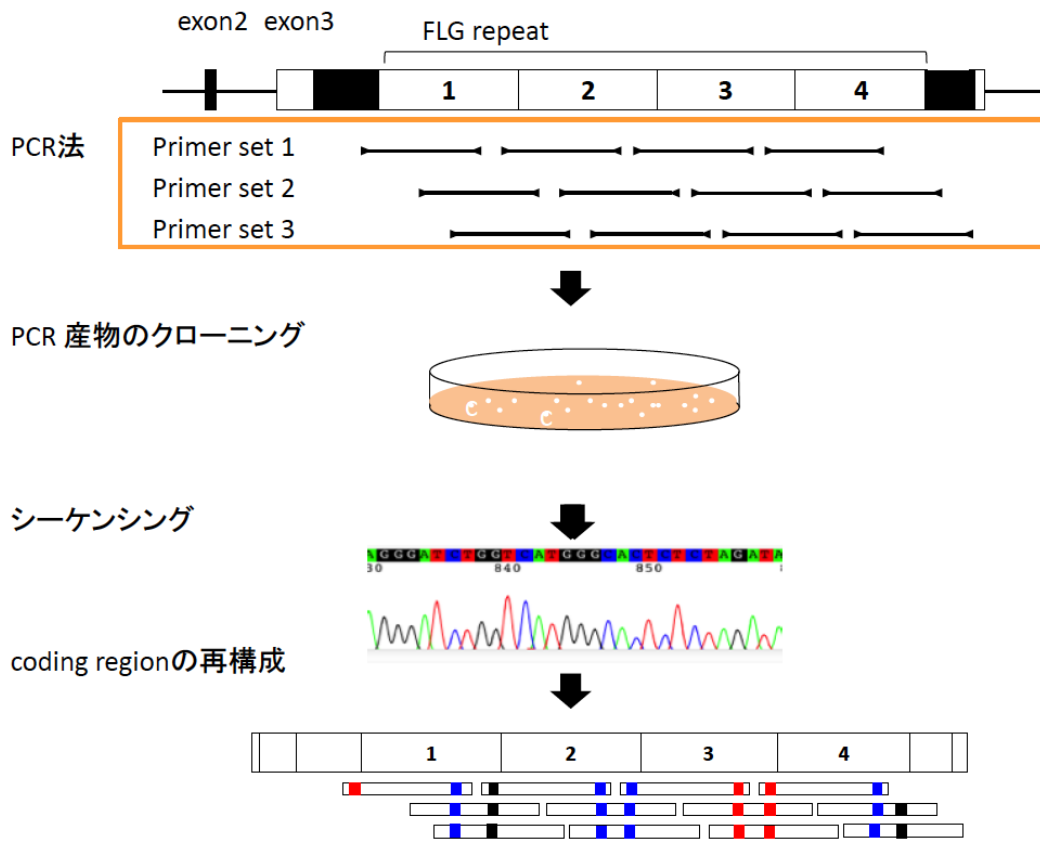 exon2 exon3
FLG repeat
1 2 3 4
PCR法
Primer set 1
Primer set 2
Primer set 3
PCR 産物のクローニング
シーケンシング
AGGGATCTGGTCATGGGCACTCTCTAGATA
30 840 850
coding regionの再構成
1 2 3 4